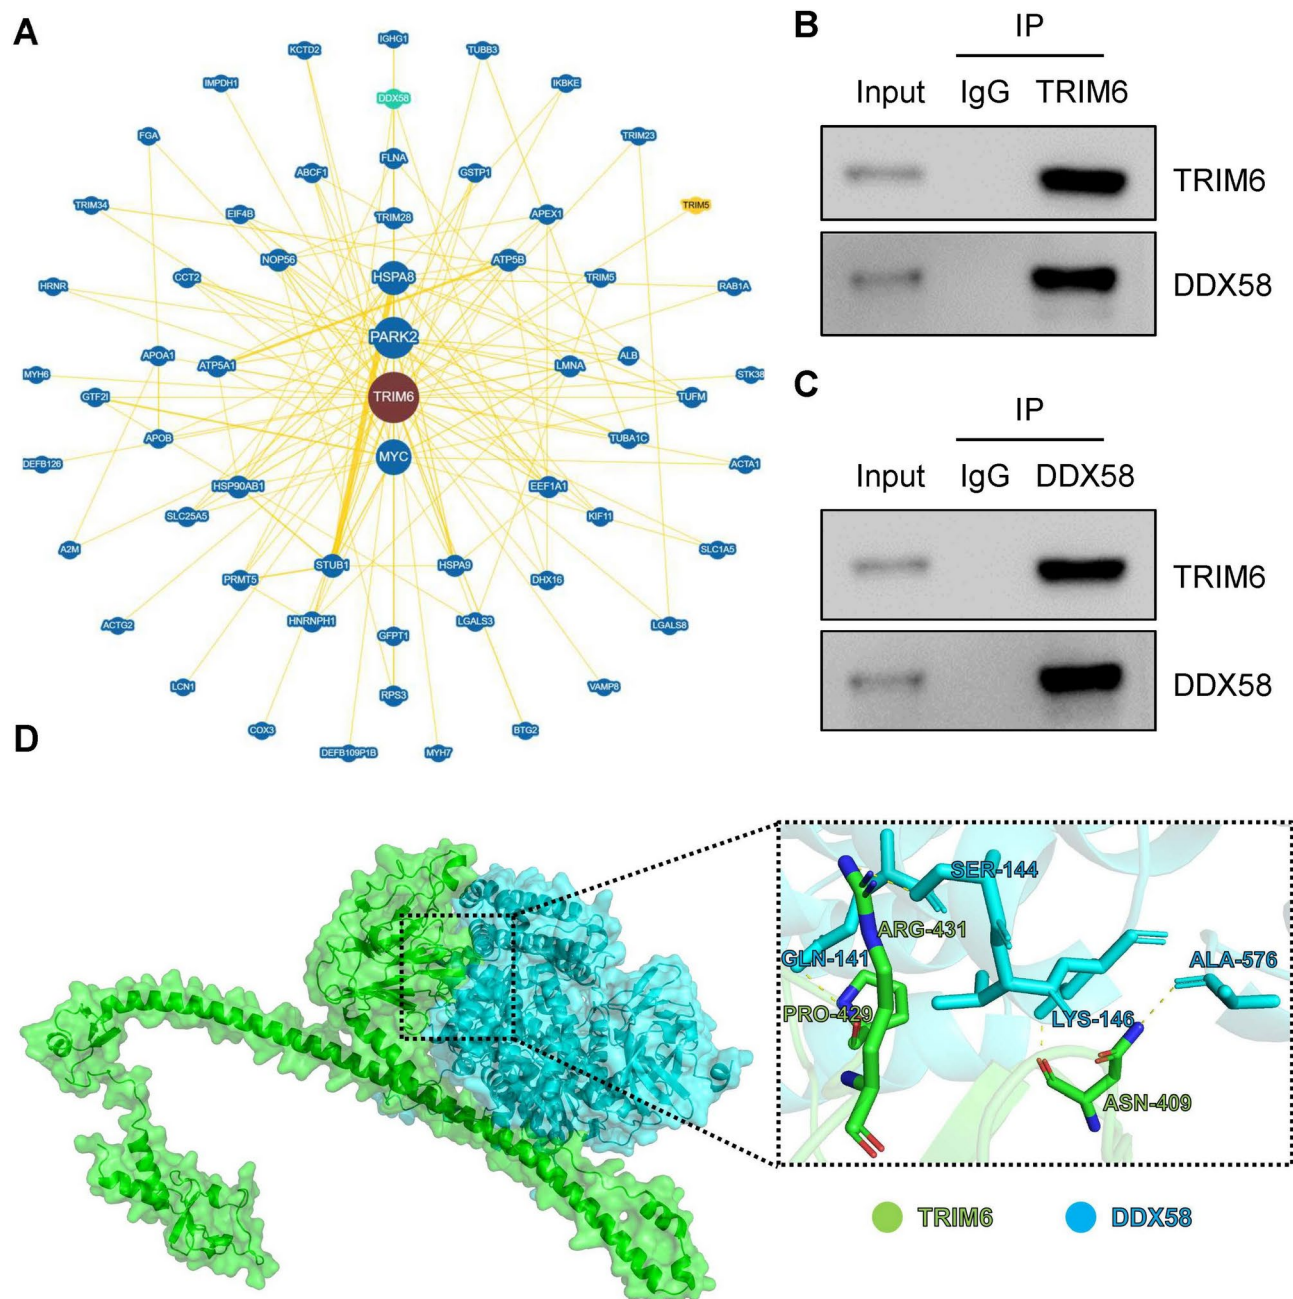 A
IGHG1
KCTD2
TUBB3
IMPDH1
IKBKE
DDX58
FGA
TRIM23
FLNA
ABCF1
GSTP1
TRIM34
TRIM5
EIF4B
TRIM28
APEX1
NOP56
ATP5B
HSPA8
CCT2
TRIM5
HRNR
RAB1A
PARK2
APOA1
ALB
ATP5A1
LMNA
MYH6
STK38
GTF2I
TRIM6
TUFM
APOB
TUBA1C
MYC
DEFB126
ACTA1
HSP90AB1
EEF1A1
SLC25A5
KIF11
A2M
SLC1A5
STUB1
HSPA9
PRMT5
DHX16
ACTG2
HNRNPH1
LGALS3
LGALS8
GFPT1
LCN1
RPS3
VAMP8
COX3
BTG2
DEFB109P1B
MYH7
B
IP
Input IgG TRIM6
TRIM6
DDX58
C
IP
Input IgG DDX58
TRIM6
DDX58
D
SER-144
ARG-431
GLN-141
ALA-576
PRO-429
LYS-146
ASN-409
TRIM6 DDX58